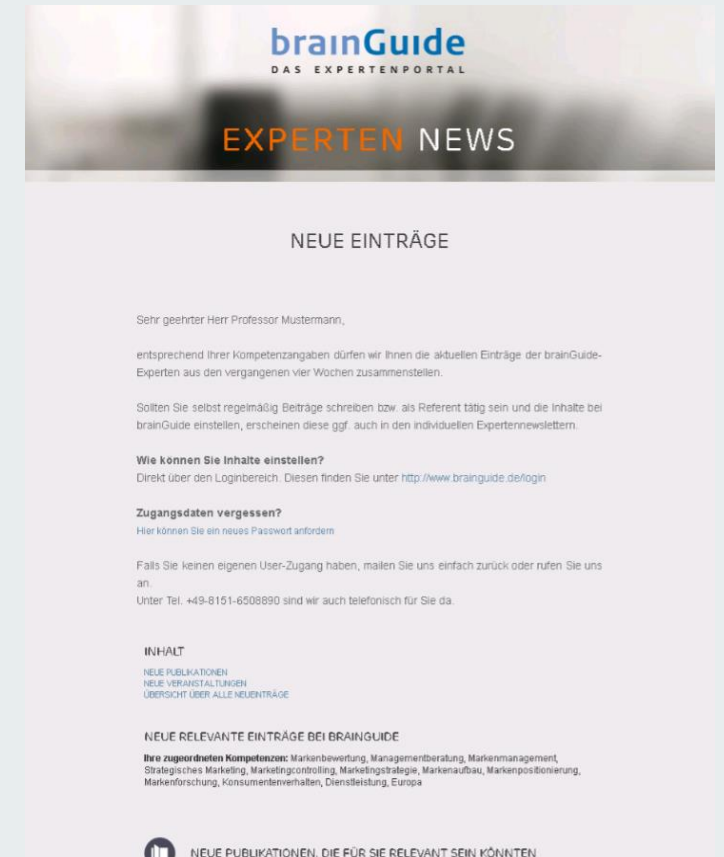 brainGuide
DAS EXPERTENPORTAL
EXPERTEN NEWS
NEUE EINTRÄGE
Sehr geehrter Herr Professor Mustermann,
entsprechend Ihrer Kompetenzangaben dürfen wir Ihnen die aktuellen Einträge der brainGuide-
Experten aus den vergangenen vier Wochen zusammenstellen.
Sollten Sie selbst regelmäßig Beiträge schreiben bzw. als Referent tätig sein und die Inhalte bei
brainGuide einstellen, erscheinen diese ggf. auch in den individuellen Expertennewslettern.
Wie können Sie Inhalte einstellen?
Direkt über den Loginbereich. Diesen finden Sie unter http://www.brainguide.de/login
Zugangsdaten vergessen?
Hier können Sie ein neues Passwort anfordern
Falls Sie keinen eigenen User-Zugang haben, mailen Sie uns einfach zurück oder rufen Sie uns
an.
Unter Tel. +49-8151-6508890 sind wir auch telefonisch für Sie da.
INHALT
NEUE PUBLIKATIONEN
NEUE VERANSTALTUNGEN
ÜBERSICHT ÜBER ALLE NEUEINTRÄGE
NEUE RELEVANTE EINTRÄGE BEI BRAINGUIDE
Ihre zugeordneten Kompetenzen: Markenbewertung, Managementberatung, Markenmanagement,
Strategisches Marketing, Marketingcontrolling, Marketingstrategie, Markenaufbau, Markenpositionierung,
Markenforschung, Konsumentenverhalten, Dienstleistung, Europa
NEUE PUBLIKATIONEN, DIE FÜR SIE RELEVANT SEIN KÖNNTEN